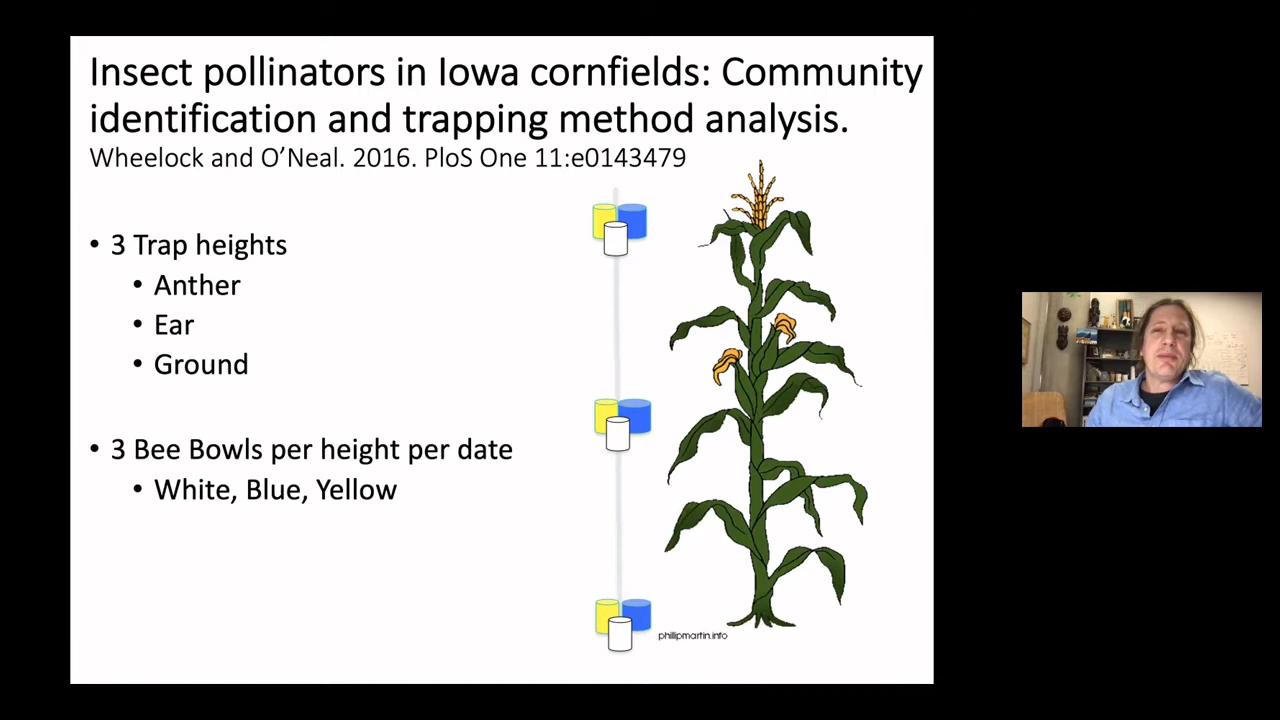 Insect pollinators in Iowa cornfields: Community
identification and trapping method analysis.
Wheelock and O’Neal. 2016. PloS One 11:e0143479
• 3 Trap heights
• Anther
• Ear
• Ground
• 3 Bee Bowls per height per date
• White, Blue, Yellow
phillipmartin.info